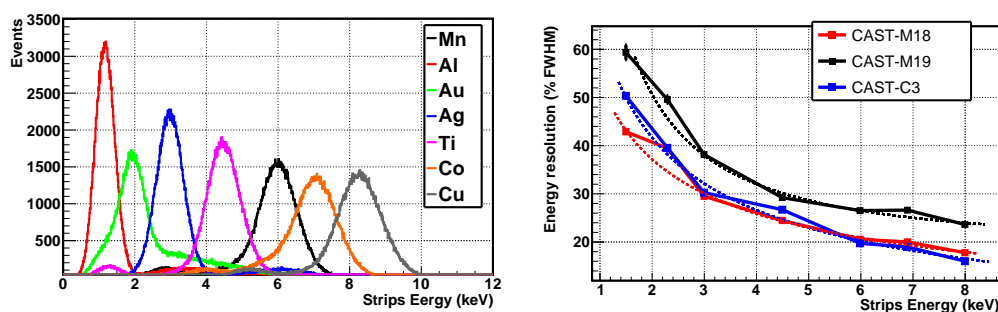 Events
3500
3000
2500
2000
1500
1000
500
0 2 4 6 8 10 12
Strips Eergy (keV)
Mn
Al
Au
Ag
Ti
Co
Cu
Energy resolution (% FWHM)
60
50
40
30
20
1 2 3 4 5 6 7 8
Strips Energy (keV)
CAST-M18
CAST-M19
CAST-C3